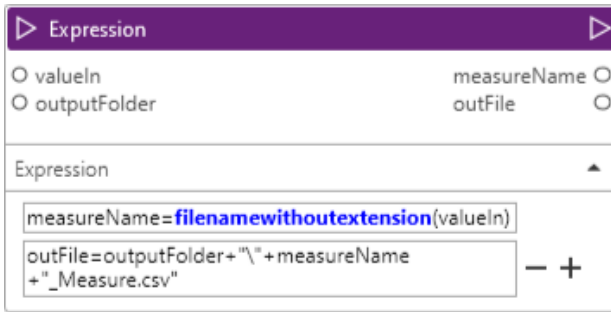 Expression
valueIn
measureName
outputFolder
outFile
Expression
measureName=filenamewithoutextension(valueIn)
outFile=outputFolder+"\"+measureName
+"_Measure.csv"